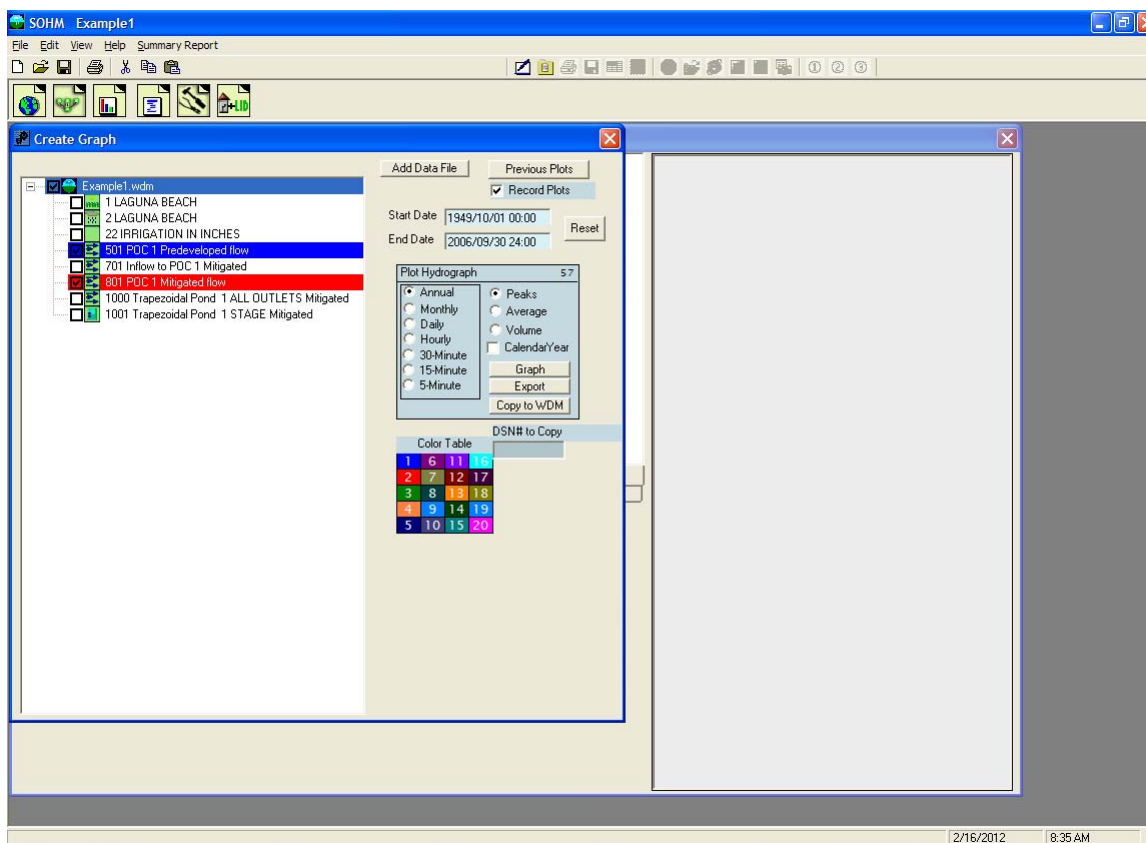 SOHM Example1
File Edit View Help Summary Report
① ② ③
+LID
Create Graph
Add Data File Previous Plots
Record Plots
Example1.wdm
1 LAGUNA BEACH
2 LAGUNA BEACH
22 IRRIGATION IN INCHES
501 POC 1 Predeveloped flow
701 Inflow to POC 1 Mitigated
801 POC 1 Mitigated flow
1000 Trapezoidal Pond 1 ALL OUTLETS Mitigated
1001 Trapezoidal Pond 1 STAGE Mitigated
Start Date 1949/10/01 00:00
Reset
End Date 2006/09/30 24:00
Plot Hydrograph 57
Annual Peaks
Monthly Average
Daily Volume
Hourly CalendarYear
30-Minute
15-Minute Graph
5-Minute Export
Copy to WDM
DSN# to Copy
Color Table
1 6 11 16
2 7 12 17
3 8 13 18
4 9 14 19
5 10 15 20
2/16/2012 8:35 AM